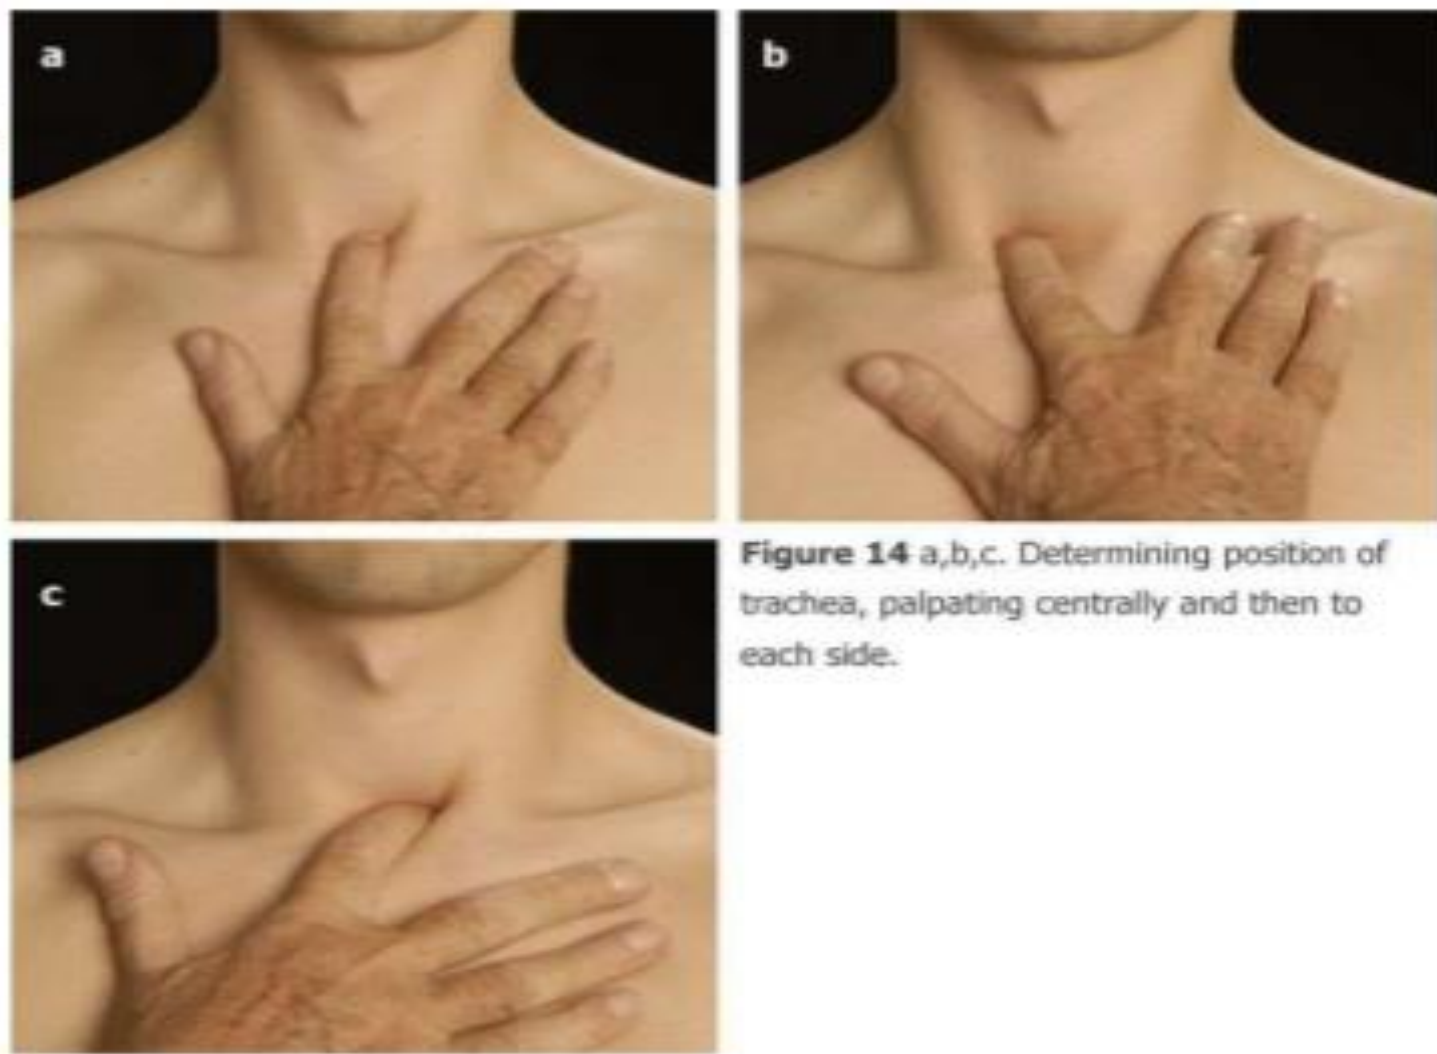 a
b
c
Figure 14 a,b,c. Determining position of
trachea, palpating centrally and then to
each side.